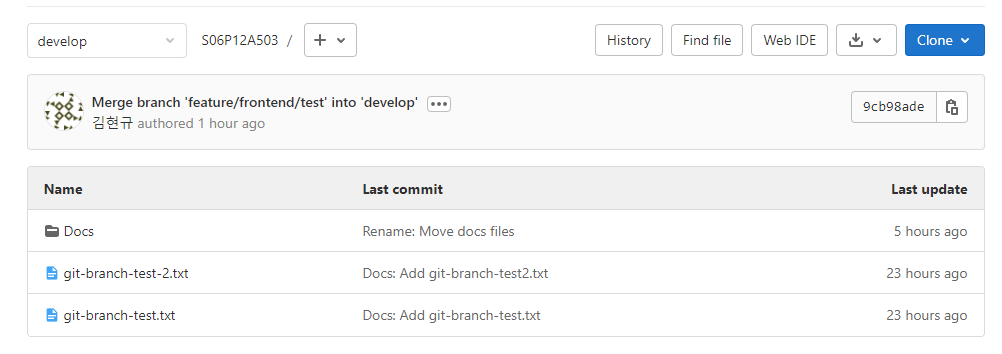 develop S06P12A503 / History Find file Web IDE Clone
Merge branch 'feature/frontend/test' into 'develop'
김현규 authored 1 hour ago
9cb98ade
Name Last commit Last update
Docs Rename: Move docs files 5 hours ago
git-branch-test-2.txt Docs: Add git-branch-test2.txt 23 hours ago
git-branch-test.txt Docs: Add git-branch-test.txt 23 hours ago